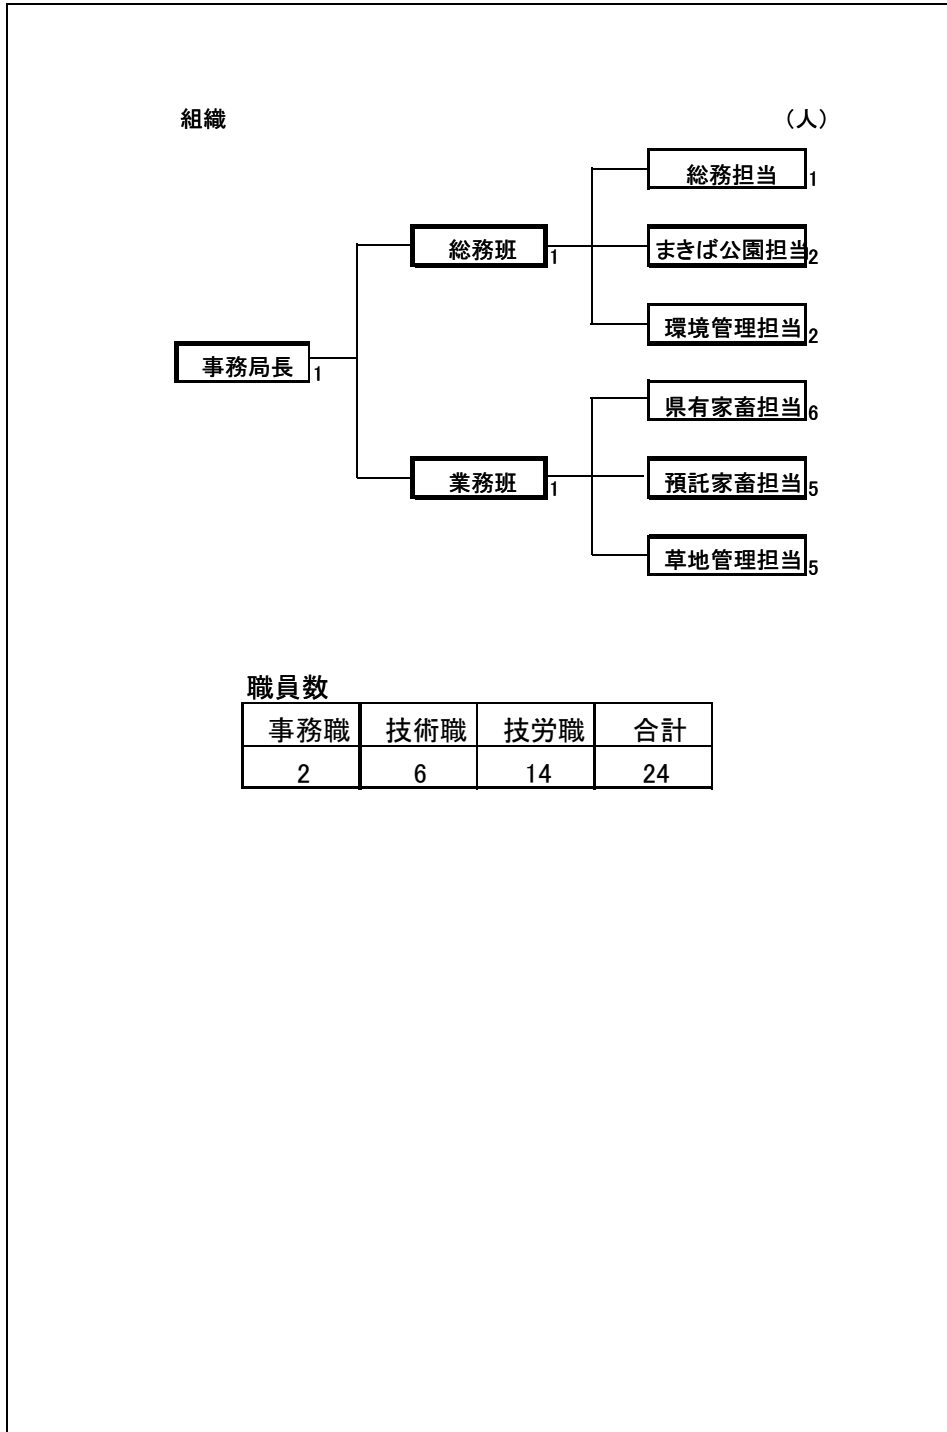 組織 （人）
総務担当 1
総務班 1 まきば公園担当 2
環境管理担当 2
事務局長 1
県有家畜担当 6
業務班 1 預託家畜担当 5
草地管理担当 5
職員数
事務職 技術職 技労職 合計
2 6 14 24